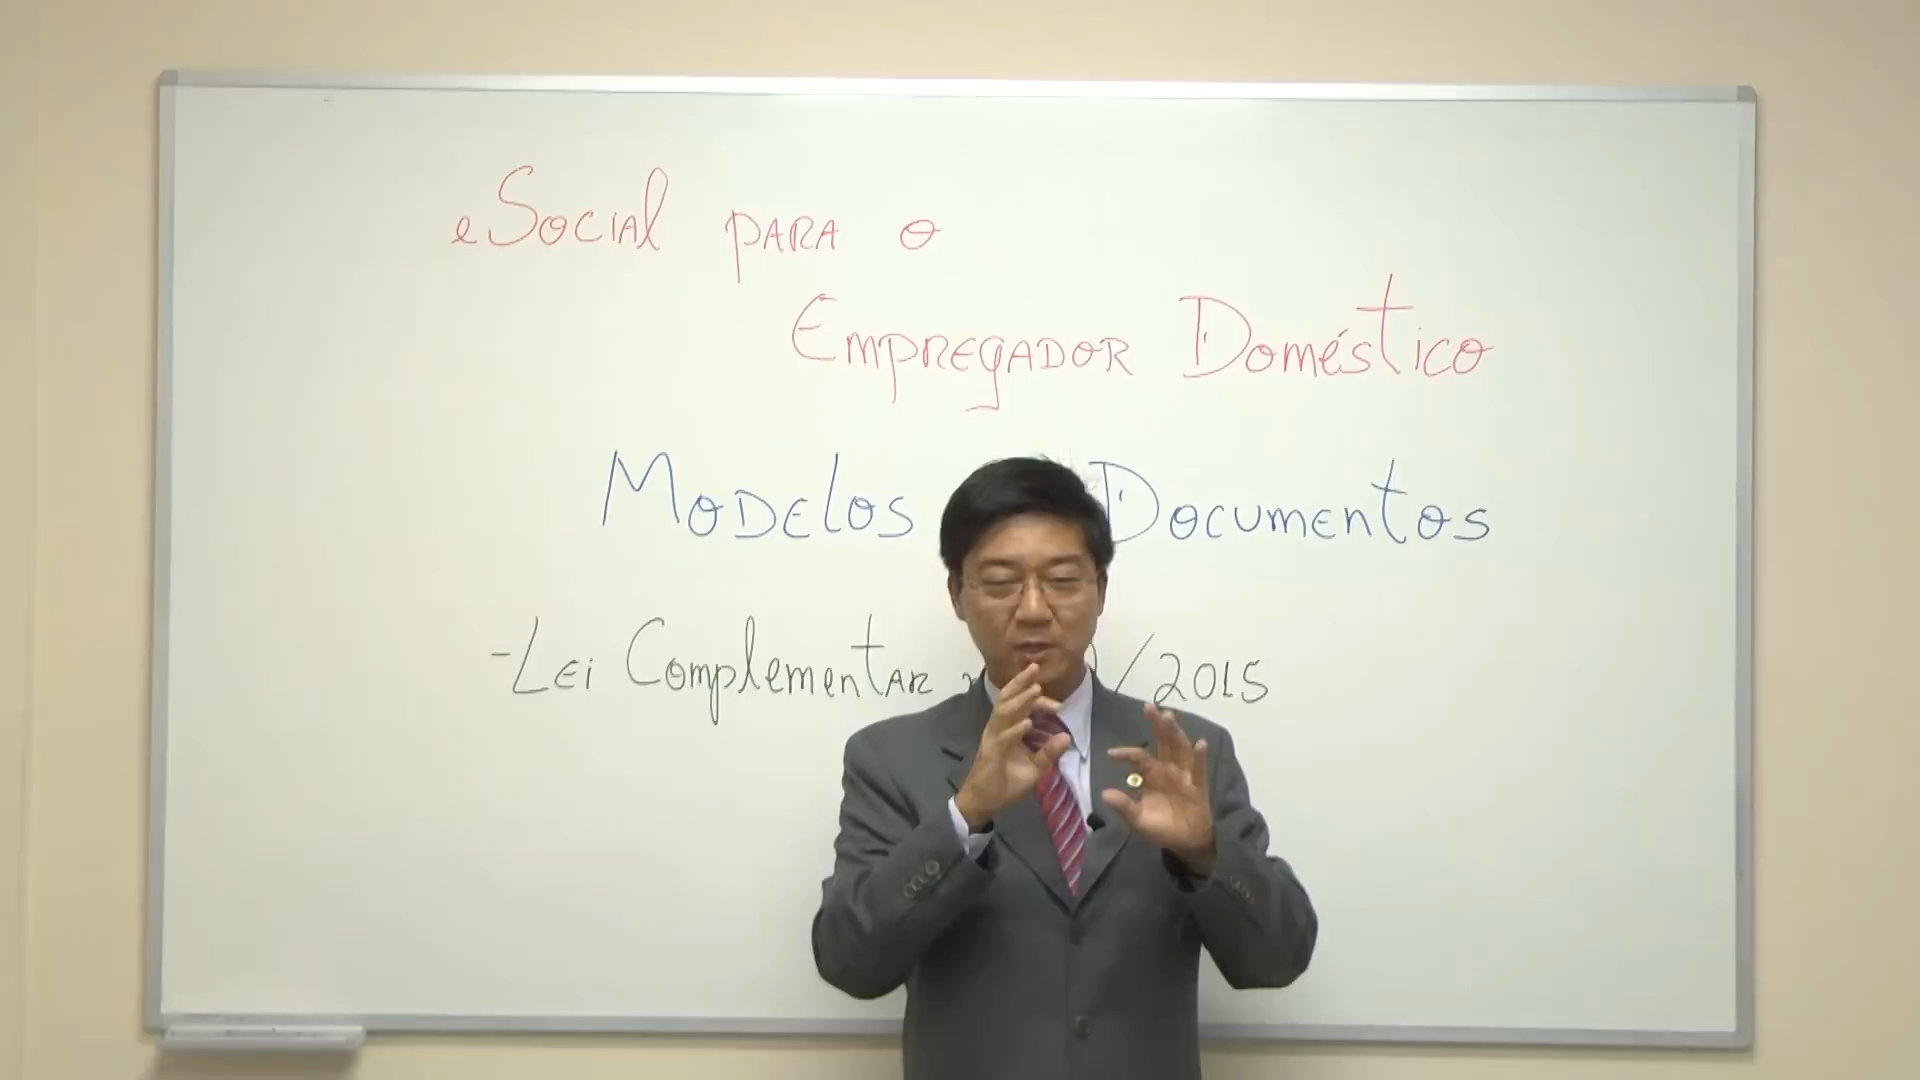 eSocial para o
Empregador Doméstico
Modelos Documentos
- Lei Complementar /2015